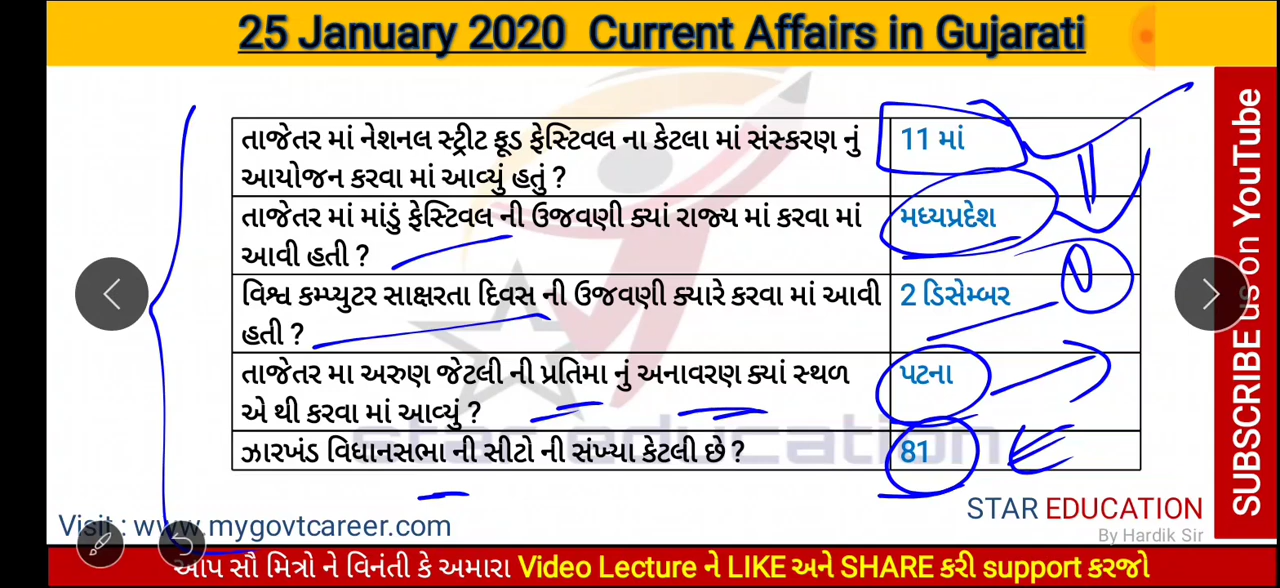 25 January 2020 Current Affairs in Gujarati
તાજેતર માં નેશનલ સ્ટ્રીટ ફૂડ ફેસ્ટિવલ ના કેટલા માં સંસ્કરણ નું
આયોજન કરવા માં આવ્યું હતું ?
11 માં
તાજેતર માં માંડું ફેસ્ટિવલ ની ઉજવણી ક્યાં રાજ્ય માં કરવા માં
આવી હતી ?
મધ્યપ્રદેશ
વિશ્વ કમ્પ્યુટર સાક્ષરતા દિવસ ની ઉજવણી ક્યારે કરવા માં આવી
હતી ?
2 ડિસેમ્બર
તાજેતર મા અરુણ જેટલી ની પ્રતિમા નું અનાવરણ ક્યાં સ્થળ
એ થી કરવા માં આવ્યું ?
પટના
ઝારખંડ વિધાનસભા ની સીટો ની સંખ્યા કેટલી છે ?
81
star education
STAR EDUCATION
By Hardik Sir
Visit : www.mygovtcareer.com
આપ સૌ મિત્રો ને વિનંતી કે અમારા Video Lecture ને LIKE અને SHARE કરી support કરજો
SUBSCRIBE us on YouTube